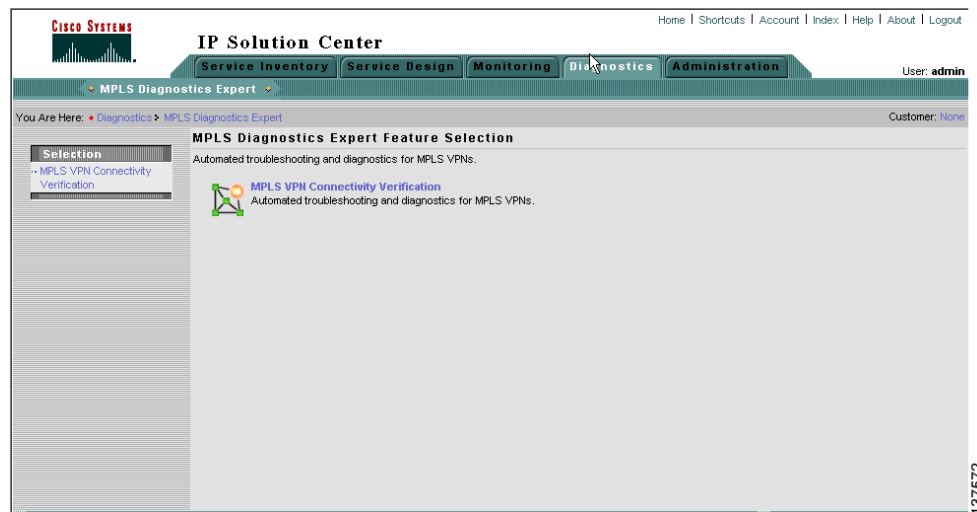 CISCO SYSTEMS
Home | Shortcuts | Account | Index | Help | About | Logout
IP Solution Center
Service Inventory Service Design Monitoring Diagnostics Administration
User: admin
MPLS Diagnostics Expert
You Are Here: • Diagnostics > MPLS Diagnostics Expert
Customer: None
Selection
MPLS VPN Connectivity
Verification
MPLS Diagnostics Expert Feature Selection
Automated troubleshooting and diagnostics for MPLS VPNs.
MPLS VPN Connectivity Verification
Automated troubleshooting and diagnostics for MPLS VPNs.